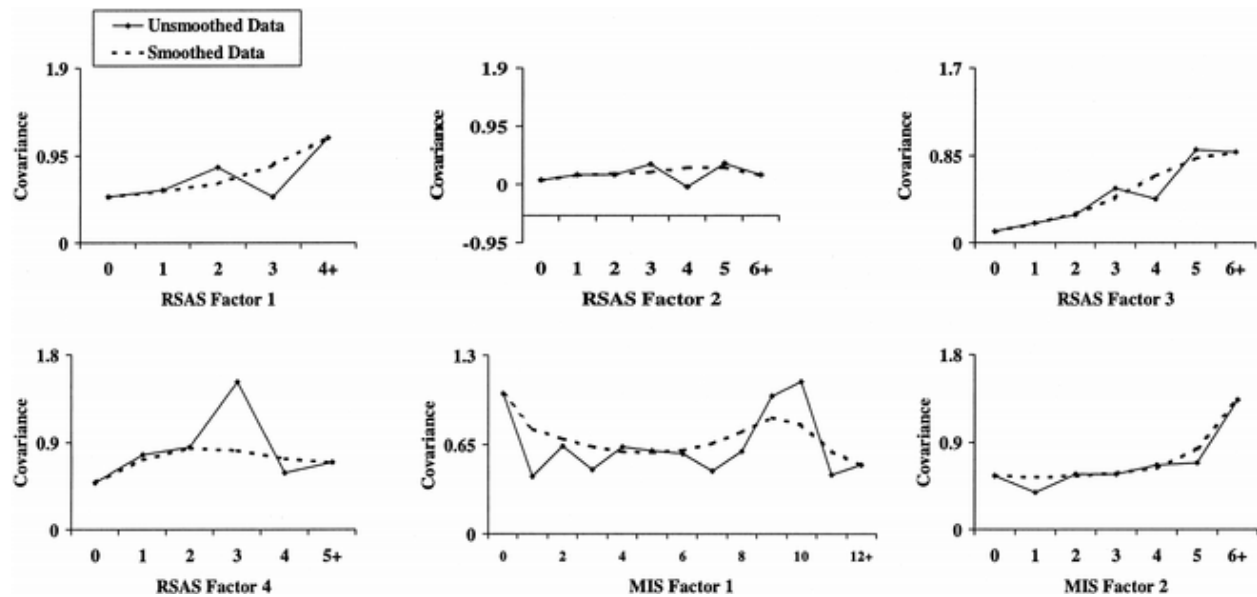 Unsmoothed Data
Smoothed Data
1.9
0.95
0
Covariance
0 1 2 3 4+
RSAS Factor 1
1.9
0.95
0
-0.95
Covariance
0 1 2 3 4 5 6+
RSAS Factor 2
1.7
0.85
0
Covariance
0 1 2 3 4 5 6+
RSAS Factor 3
1.8
0.9
0
Covariance
0 1 2 3 4 5+
RSAS Factor 4
1.3
0.65
0
Covariance
0 2 4 6 8 10 12+
MIS Factor 1
1.8
0.9
0
Covariance
0 1 2 3 4 5 6+
MIS Factor 2